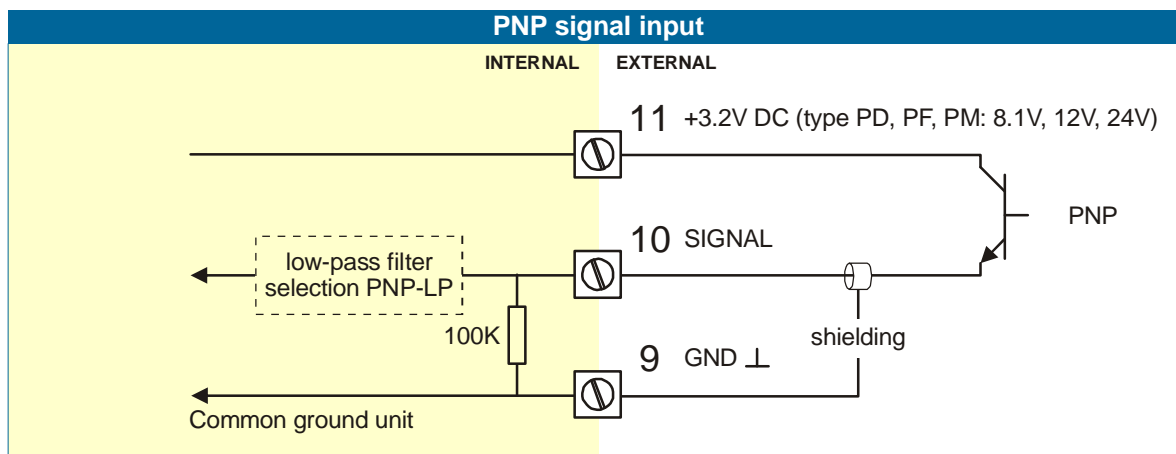 PNP signal input
INTERNAL EXTERNAL
11 +3.2V DC (type PD, PF, PM: 8.1V, 12V, 24V)
PNP
10 SIGNAL
low-pass filter
selection PNP-LP
100K
shielding
9 GND ⊥
Common ground unit